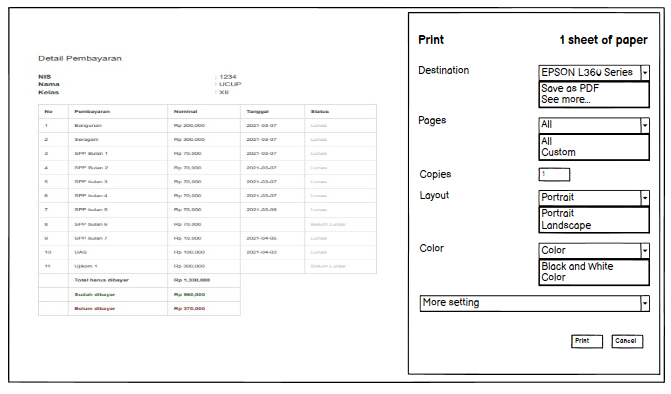 Detail Pembayaran
NIS : 1234
Nama : UCUP
Kelas : XII
No Pembayaran Nominal Tanggal Status
1 Bangunan Rp 200,000 2021-03-07 Lunas
2 Seragam Rp 300,000 2021-03-07 Lunas
3 SPP Bulan 1 Rp 70,000 2021-03-07 Lunas
4 SPP Bulan 2 Rp 70,000 2021-03-07 Lunas
5 SPP bulan 3 Rp 70,000 2021-03-07 Lunas
6 SPP bulan 4 Rp 70,000 2021-03-07 Lunas
7 SPP bulan 5 Rp 70,000 2021-03-08 Lunas
8 SPP bulan 6 Rp 70,000 Belum Lunas
9 SPP bulan 7 Rp 10,000 2021-04-05 Lunas
10 UAS Rp 100,000 2021-04-03 Lunas
11 Ujikom 1 Rp 300,000 Belum Lunas
Total harus dibayar Rp 1,330,000
Sudah dibayar Rp 960,000
Belum dibayar Rp 370,000
Print 1 sheet of paper
Destination EPSON L360 Series
Save as PDF
See more...
Pages All
All
Custom
Copies 1
Layout Portrait
Portrait
Landscape
Color Color
Black and White
Color
More setting
Print Cancel